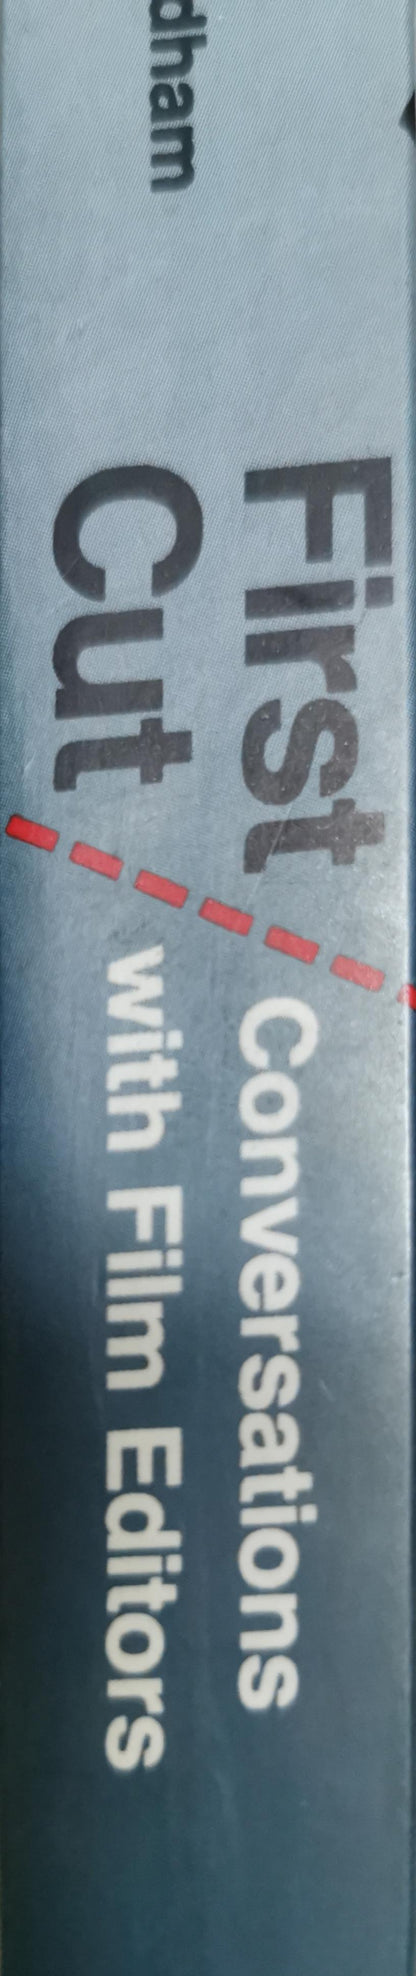 dham
First
Cut
Conversations
with Film Editors